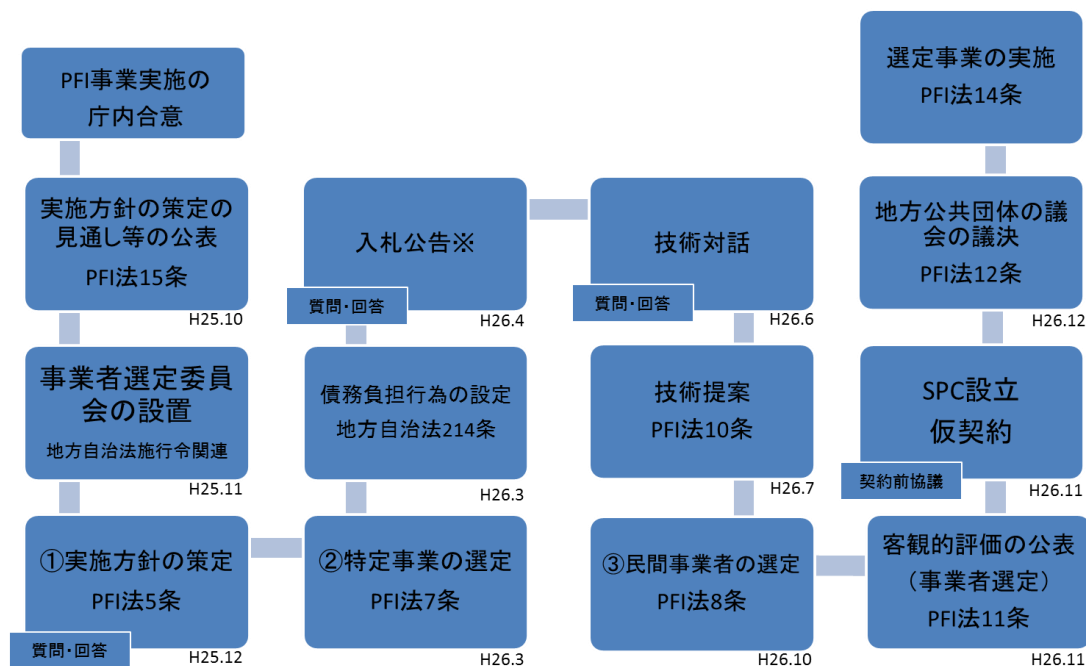 PFI事業実施の
庁内合意
実施方針の策定の
見通し等の公表
PFI法15条
H25.10
事業者選定委員
会の設置
地方自治法施行令関連
H25.11
①実施方針の策定
PFI法5条
質問・回答
H25.12
②特定事業の選定
PFI法7条
H26.3
債務負担行為の設定
地方自治法214条
H26.3
入札公告※
質問・回答
H26.4
技術対話
質問・回答
H26.6
技術提案
PFI法10条
H26.7
③民間事業者の選定
PFI法8条
H26.10
客観的評価の公表
（事業者選定）
PFI法11条
H26.11
SPC設立
仮契約
契約前協議
H26.11
地方公共団体の議
会の議決
PFI法12条
H26.12
選定事業の実施
PFI法14条